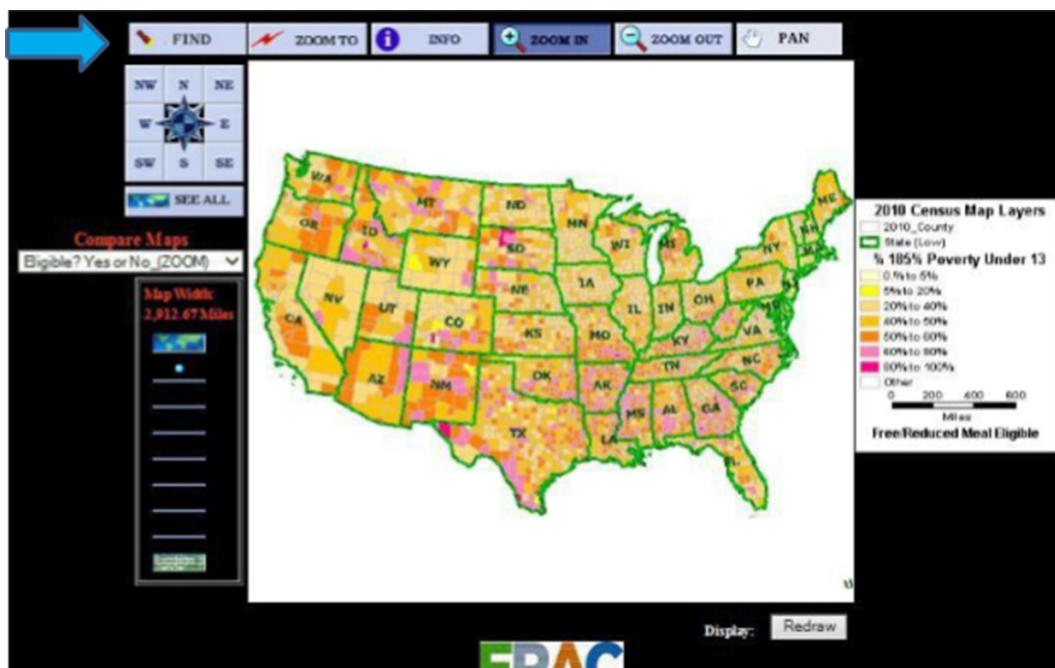 FIND ZOOM TO INFO ZOOM IN ZOOM OUT PAN
NW N NE
W E
SW S SE
SEE ALL
Compare Maps
Eligible? Yes or No_(ZOOM)
Map Width:
2,912.67 Miles
WA
MT
ND
MN
ME
OR
ID
SD
WI
MI
NY
NH
MA
WY
NE
IA
PA
NJ
NV
UT
CO
KS
IL
IN
OH
MD
CA
MO
KY
VA
AZ
NM
OK
AR
TN
NC
SC
TX
LA
MS
AL
GA
FL
2010 Census Map Layers
2010_County
State (Low)
% 185% Poverty Under 13
0.% to 5%
5% to 20%
20% to 40%
40% to 50%
50% to 60%
60% to 80%
80% to 100%
Other
0 200 400 600
Miles
Free/Reduced Meal Eligible
Display: Redraw
FRAC